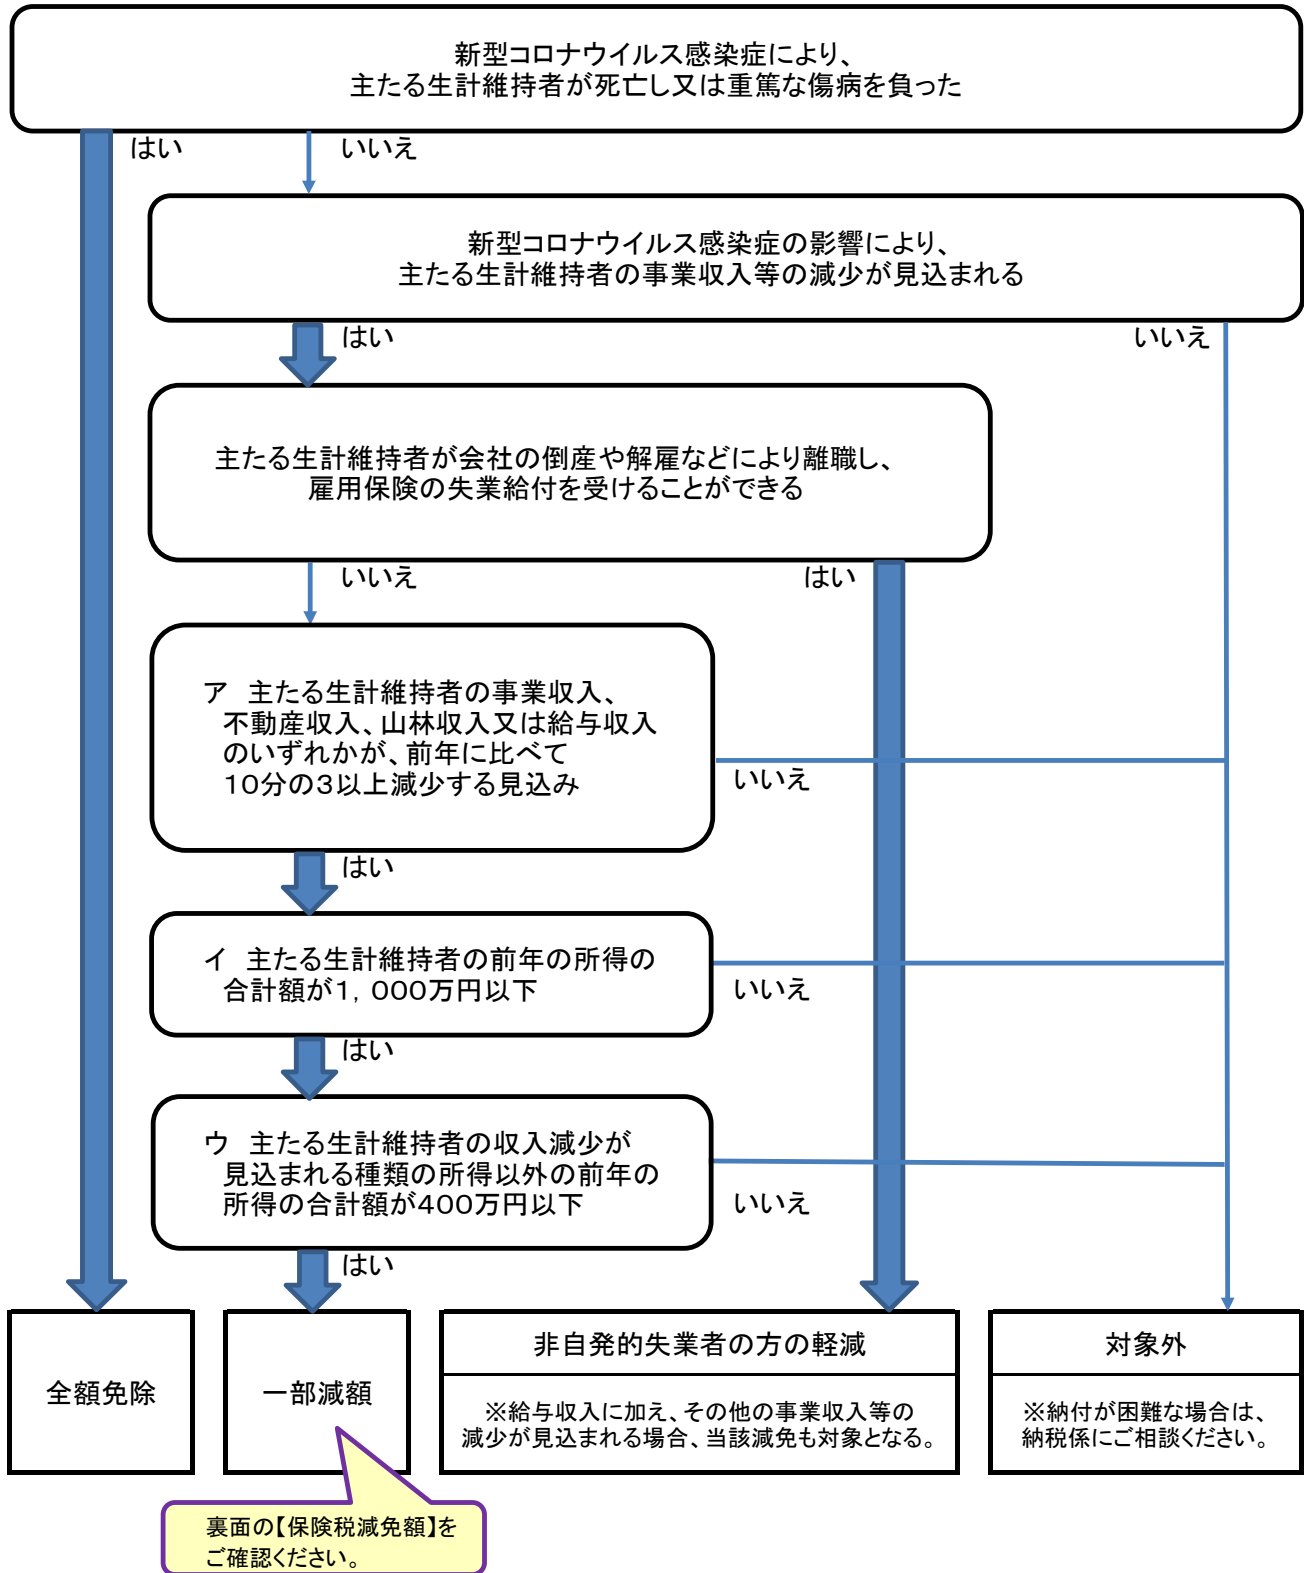 新型コロナウイルス感染症により、
主たる生計維持者が死亡し又は重篤な傷病を負った
はい
いいえ
新型コロナウイルス感染症の影響により、
主たる生計維持者の事業収入等の減少が見込まれる
はい
いいえ
主たる生計維持者が会社の倒産や解雇などにより離職し、
雇用保険の失業給付を受けることができる
いいえ
はい
ア 主たる生計維持者の事業収入、
不動産収入、山林収入又は給与収入
のいずれかが、前年に比べて
10分の3以上減少する見込み
いいえ
はい
イ 主たる生計維持者の前年の所得の
合計額が1,000万円以下
いいえ
はい
ウ 主たる生計維持者の収入減少が
見込まれる種類の所得以外の前年の
所得の合計額が400万円以下
いいえ
はい
全額免除
一部減額
非自発的失業者の方の軽減
※給与収入に加え、その他の事業収入等の
減少が見込まれる場合、当該減免も対象となる。
対象外
※納付が困難な場合は、
納税係にご相談ください。
裏面の【保険税減免額】を
ご確認ください。